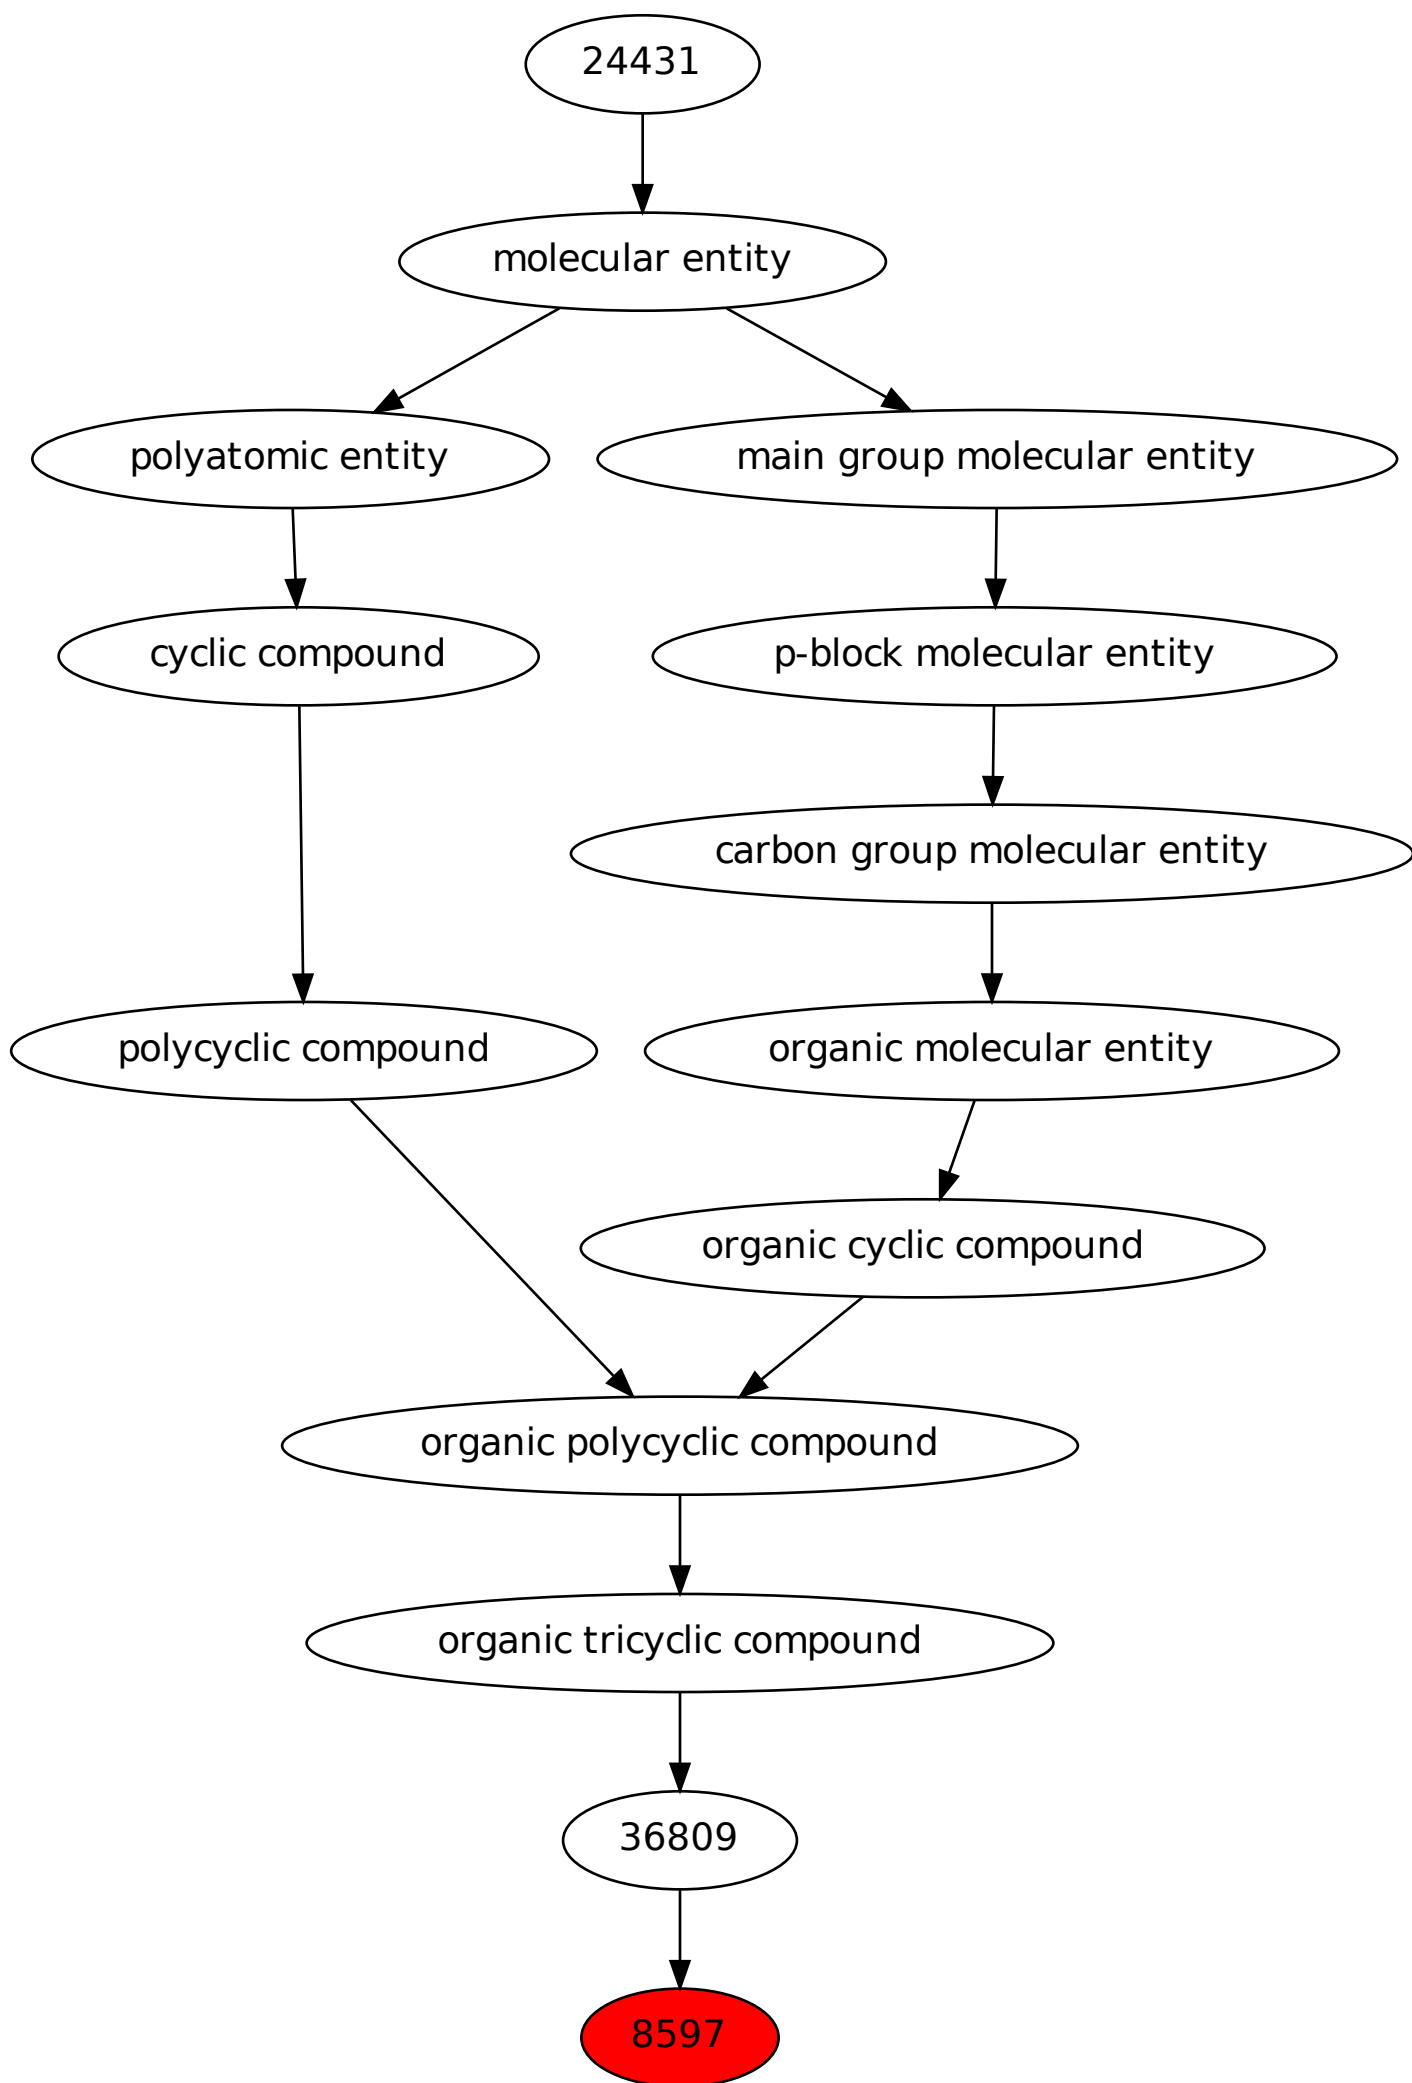 24431
molecular entity
polyatomic entity
main group molecular entity
cyclic compound
p-block molecular entity
carbon group molecular entity
polycyclic compound
organic molecular entity
organic cyclic compound
organic polycyclic compound
organic tricyclic compound
36809
8597